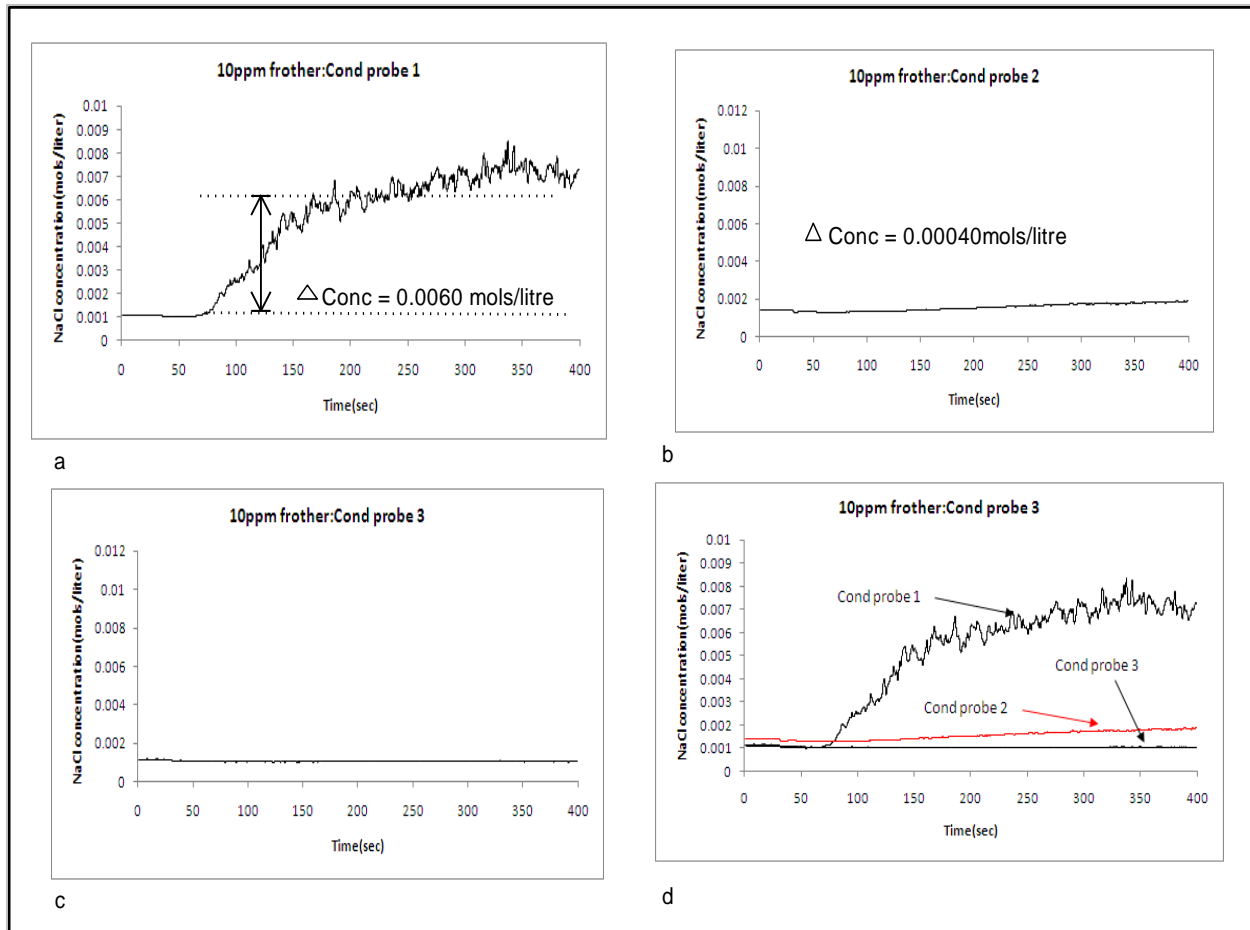 10ppm frother:Cond probe 1
NaCl concentration(mols/liter)
0.01
0.009
0.008
0.007
0.006
0.005
0.004
0.003
0.002
0.001
0
△ Conc = 0.0060 mols/litre
0 50 100 150 200 250 300 350 400
Time(sec)
a
10ppm frother:Cond probe 2
NaCl concentration(mols/liter)
0.012
0.01
0.008
0.006
0.004
0.002
0
△ Conc = 0.00040mols/litre
0 50 100 150 200 250 300 350 400
Time(sec)
b
10ppm frother:Cond probe 3
NaCl concentration(mols/liter)
0.012
0.01
0.008
0.006
0.004
0.002
0
0 50 100 150 200 250 300 350 400
Time(sec)
c
10ppm frother:Cond probe 3
NaCl concentration(mols/liter)
0.01
0.009
0.008
0.007
0.006
0.005
0.004
0.003
0.002
0.001
0
Cond probe 1
Cond probe 3
Cond probe 2
0 50 100 150 200 250 300 350 400
Time(sec)
d